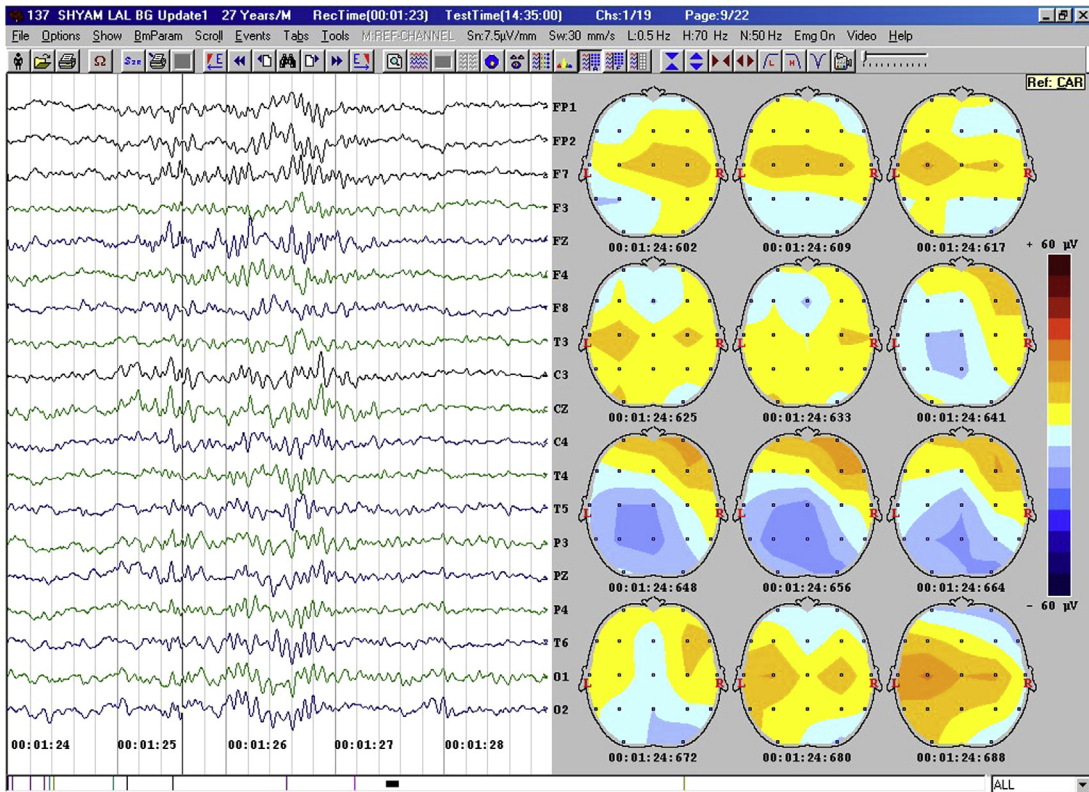 137 SHYAM LAL BG Update1 27 Years/M RecTime(00:01:23) TestTime(14:35:00) Chs:1/19 Page:9/22
File Options Show BmParam Scroll Events Tabs Tools M:REF-CHANNEL Sn:7.5µV/mm Sw:30 mm/s L:0.5 Hz H:70 Hz N:50 Hz Emg On Video Help
Ref: CAR
FP1
FP2
F7
F3
FZ
F4
F8
T3
C3
CZ
C4
T4
T5
P3
PZ
P4
T6
O1
O2
00:01:24 00:01:25 00:01:26 00:01:27 00:01:28
L R L R L R
00:01:24:602 00:01:24:609 00:01:24:617
+ 60 µV
L R L R L R
00:01:24:625 00:01:24:633 00:01:24:641
L R L R L R
00:01:24:648 00:01:24:656 00:01:24:664
- 60 µV
L R L R L R
00:01:24:672 00:01:24:680 00:01:24:688
ALL